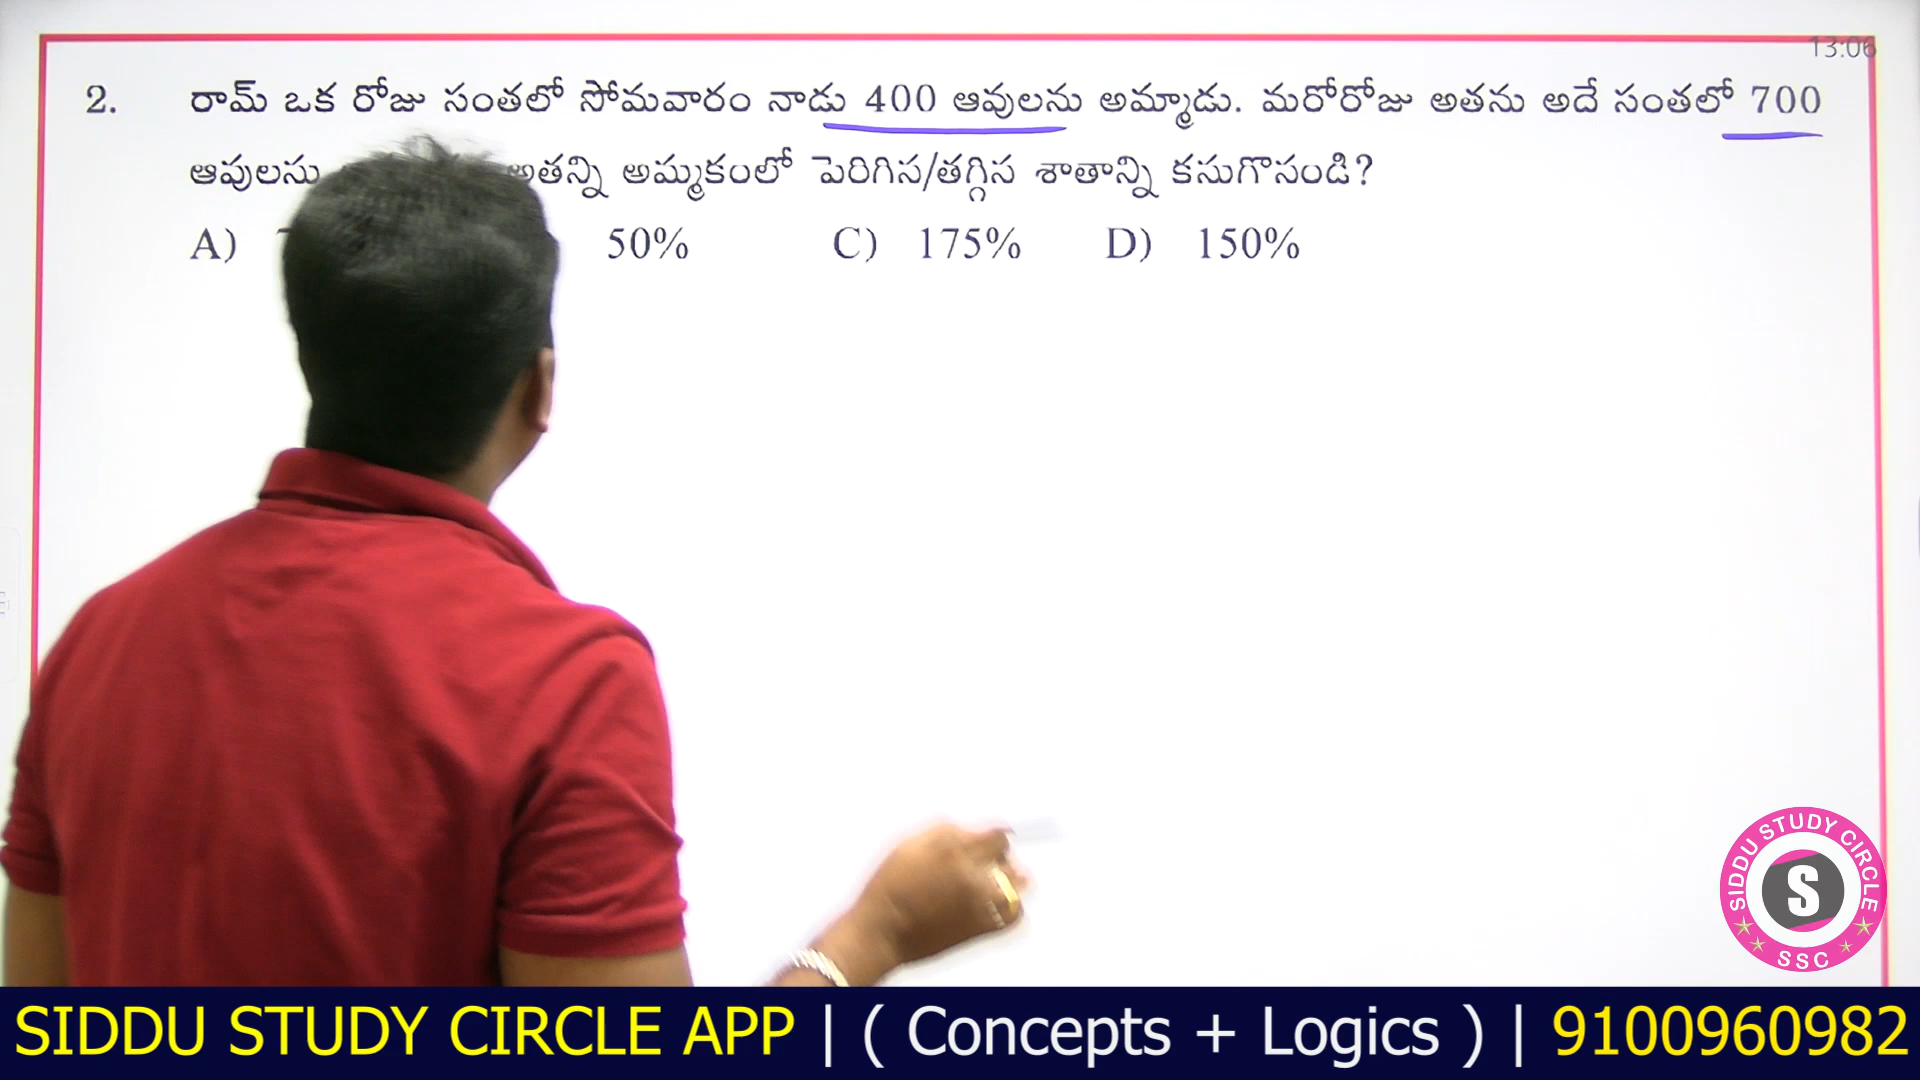 13:06
2. రామ్ ఒక రోజు సంతలో సోమవారం నాడు 400 ఆవులను అమ్మాడు. మరోరోజు అతను అదే సంతలో 700
ఆవులను అతన్ని అమ్మకంలో పెరిగిన/తగ్గిన శాతాన్ని కనుగొనండి?
A) 50% C) 175% D) 150%
SIDDU STUDY CIRCLE
S
SSC
SIDDU STUDY CIRCLE APP | ( Concepts + Logics ) | 9100960982